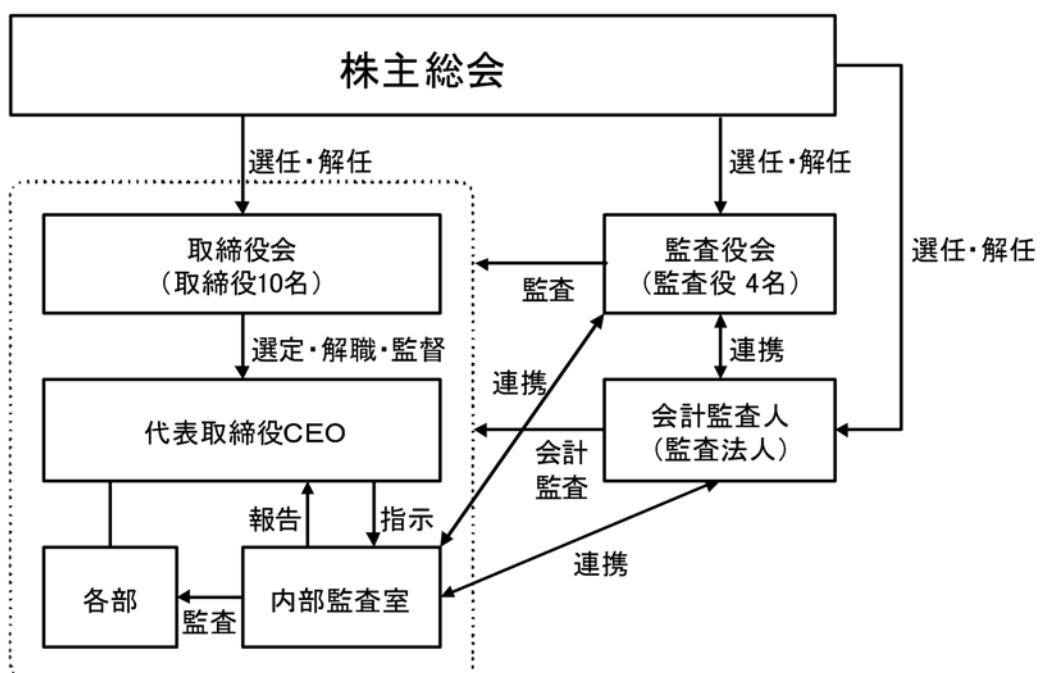 株主総会
選任・解任
選任・解任
選任・解任
取締役会
（取締役10名）
監査役会
（監査役 4名）
監査
選定・解職・監督
連携
連携
代表取締役CEO
会計監査人
（監査法人）
会計
監査
報告
指示
連携
各部
監査
内部監査室